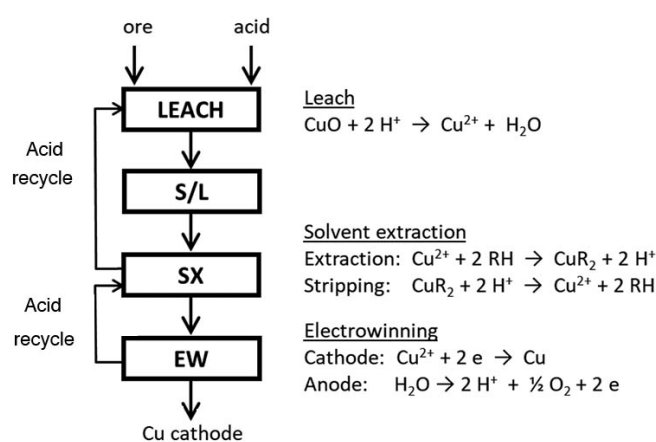 ore acid
LEACH
Acid
recycle
S/L
SX
Acid
recycle
EW
Cu cathode
Leach
CuO + 2 H⁺ → Cu²⁺ + H₂O
Solvent extraction
Extraction: Cu²⁺ + 2 RH → CuR₂ + 2 H⁺
Stripping: CuR₂ + 2 H⁺ → Cu²⁺ + 2 RH
Electrowinning
Cathode: Cu²⁺ + 2 e → Cu
Anode: H₂O → 2 H⁺ + ½ O₂ + 2 e